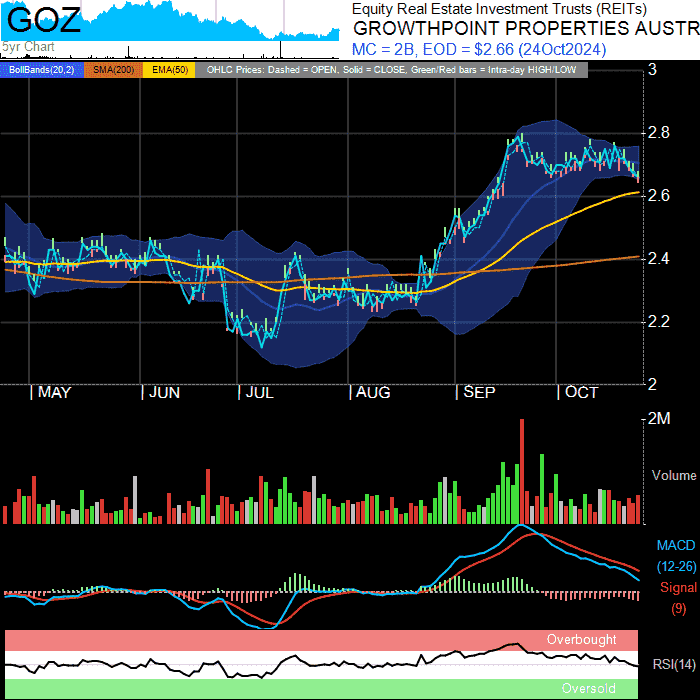 GOZ
5yr Chart
Equity Real Estate Investment Trusts (REITs)
GROWTHPOINT PROPERTIES AUSTR
MC = 2B, EOD = $2.66 (24Oct2024)
BollBands(20,2) SMA(200) EMA(50) OHLC Prices: Dashed = OPEN, Solid = CLOSE, Green/Red bars = Intra-day HIGH/LOW
3
2.8
2.6
2.4
2.2
2
MAY JUN JUL AUG SEP OCT
2M
Volume
MACD
(12-26)
Signal
(9)
Overbought
RSI(14)
Oversold